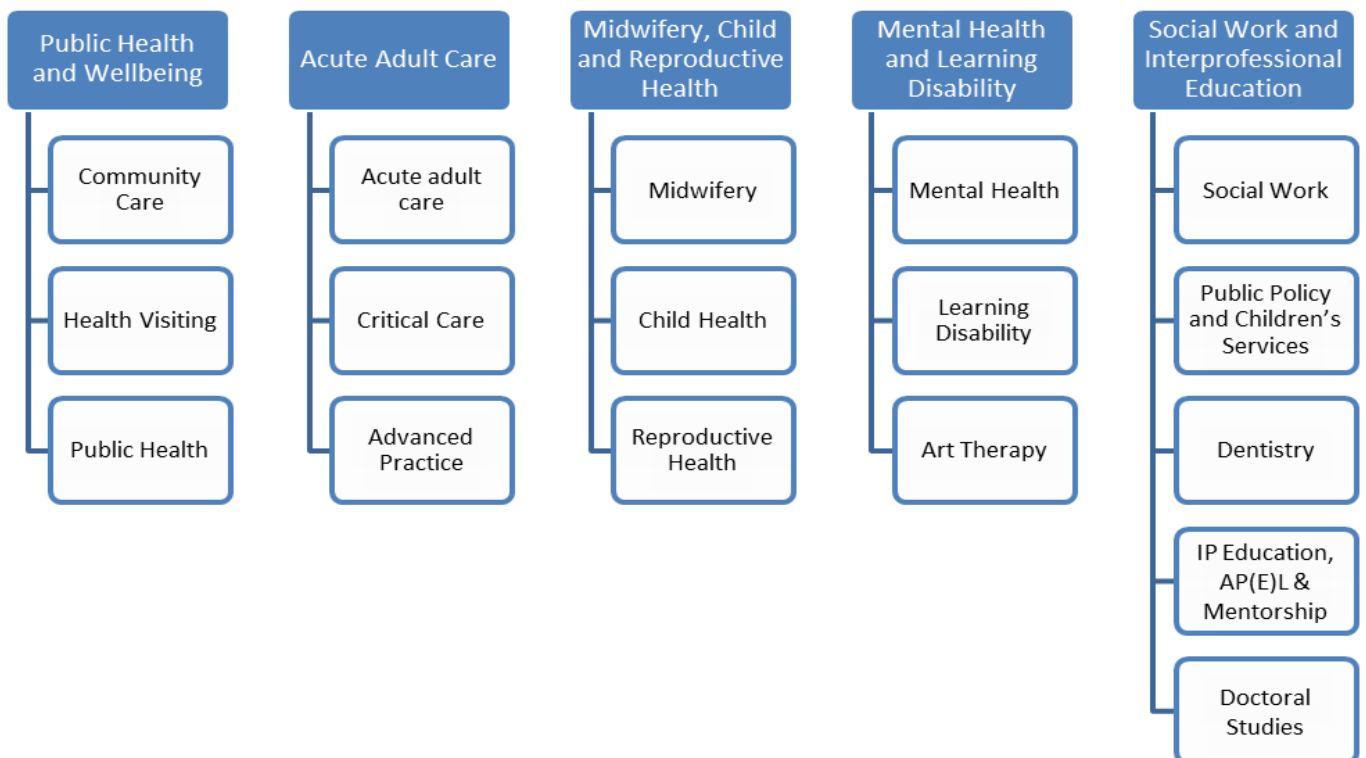 Public Health
and Wellbeing
Community
Care
Health Visiting
Public Health
Acute Adult Care
Acute adult
care
Critical Care
Advanced
Practice
Midwifery, Child
and Reproductive
Health
Midwifery
Child Health
Reproductive
Health
Mental Health
and Learning
Disability
Mental Health
Learning
Disability
Art Therapy
Social Work and
Interprofessional
Education
Social Work
Public Policy
and Children’s
Services
Dentistry
IP Education,
AP(E)L &
Mentorship
Doctoral
Studies